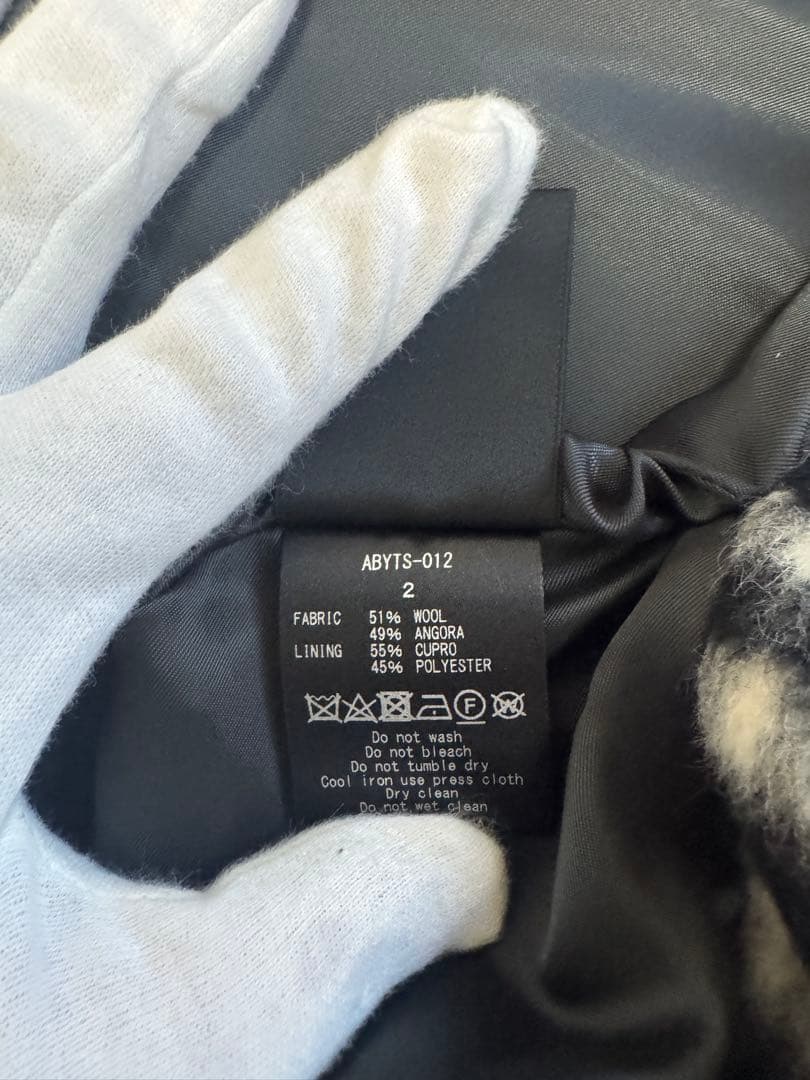 ABYTS-012
2
FABRIC 51% WOOL
49% ANGORA
LINING 55% CUPRO
45% POLYESTER
F W
Do not wash
Do not bleach
Do not tumble dry
Cool iron use press cloth
Dry clean
Do not wet clean